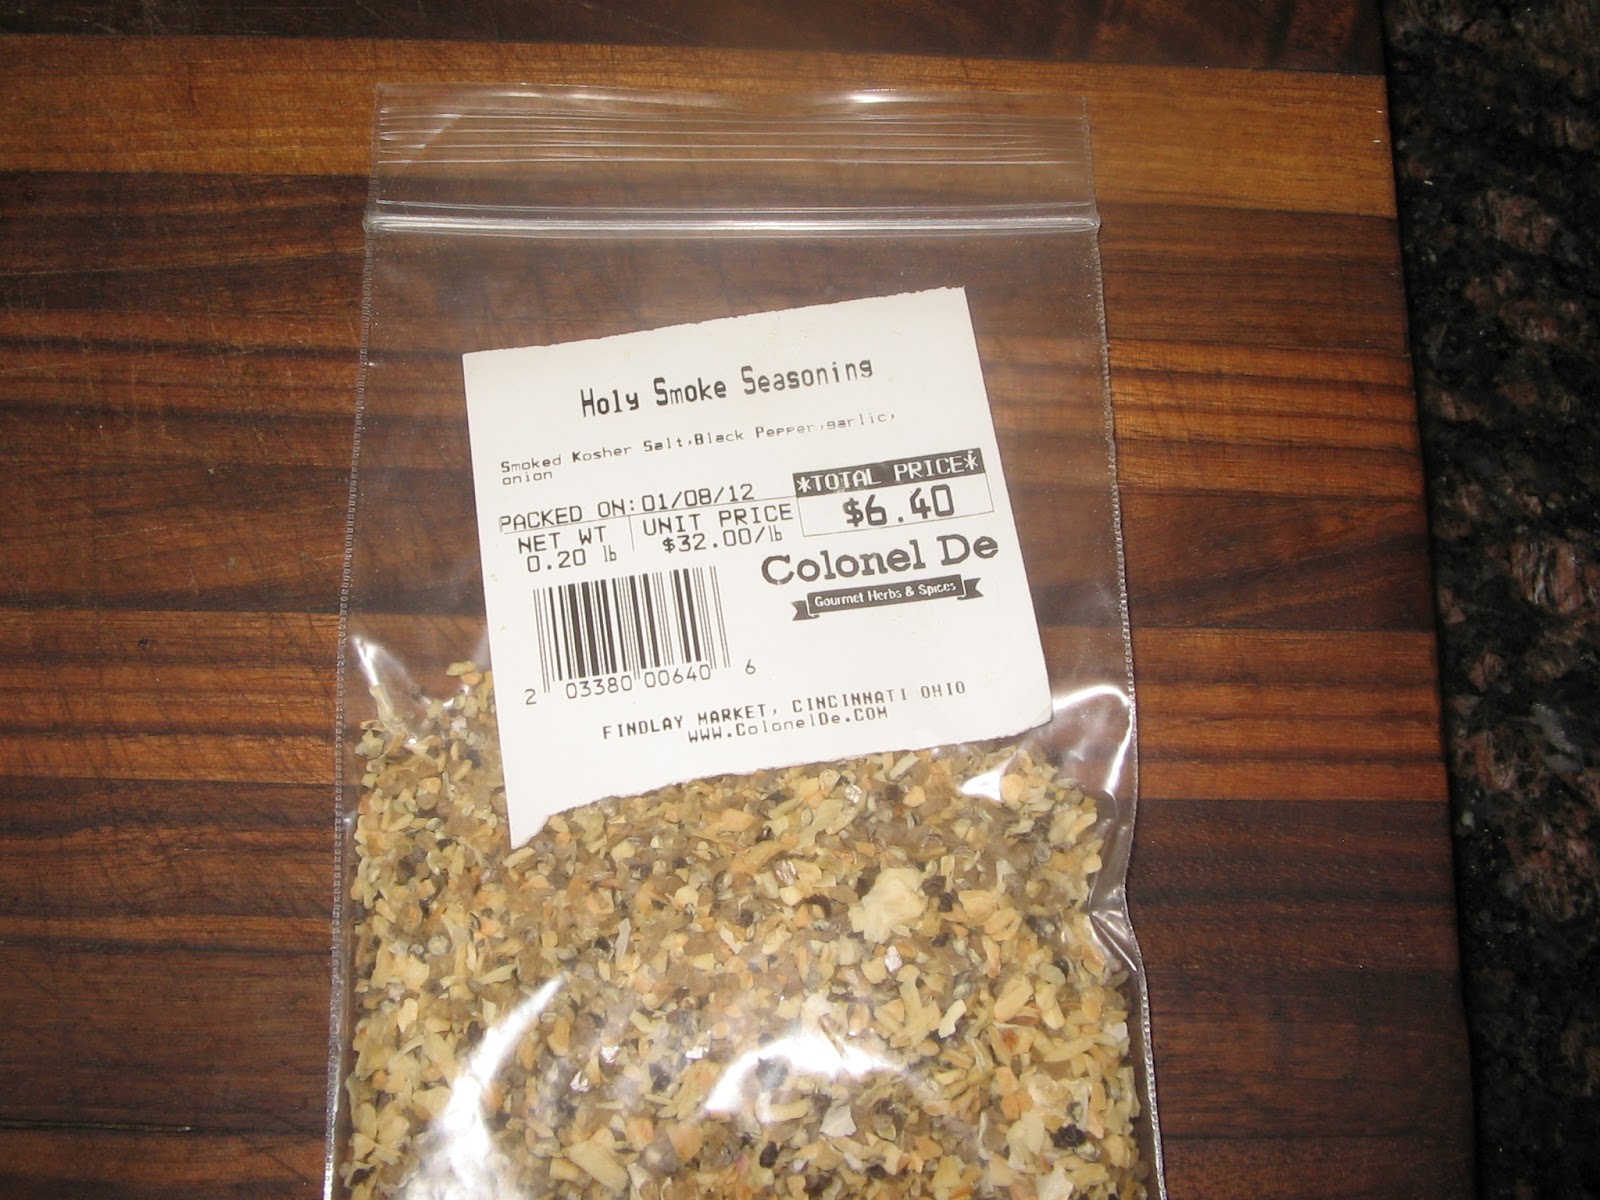 Holy Smoke Seasoning
Smoked Kosher Salt,Black Pepper,garlic,
onion
PACKED ON:01/08/12
*TOTAL PRICE*
$6.40
NET WT
0.20 lb
UNIT PRICE
$32.00/lb
Colonel De
Gourmet Herbs & Spices
2 03380 00640 6
FINDLAY MARKET, CINCINNATI OHIO
WWW.ColonelDe.COM